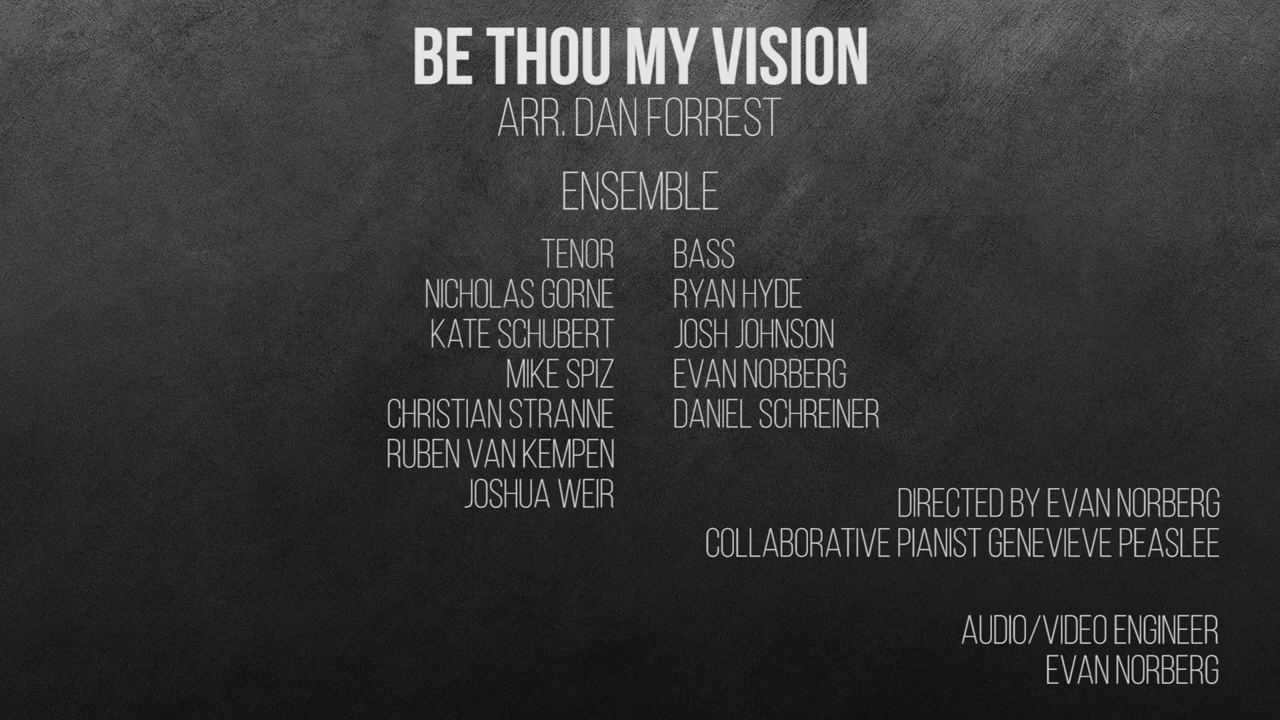 BE THOU MY VISION
ARR. DAN FORREST
ENSEMBLE
TENOR
NICHOLAS GORNE
KATE SCHUBERT
MIKE SPIZ
CHRISTIAN STRANNE
RUBEN VAN KEMPEN
JOSHUA WEIR
BASS
RYAN HYDE
JOSH JOHNSON
EVAN NORBERG
DANIEL SCHREINER
DIRECTED BY EVAN NORBERG
COLLABORATIVE PIANIST GENEVIEVE PEASLEE
AUDIO/VIDEO ENGINEER
EVAN NORBERG